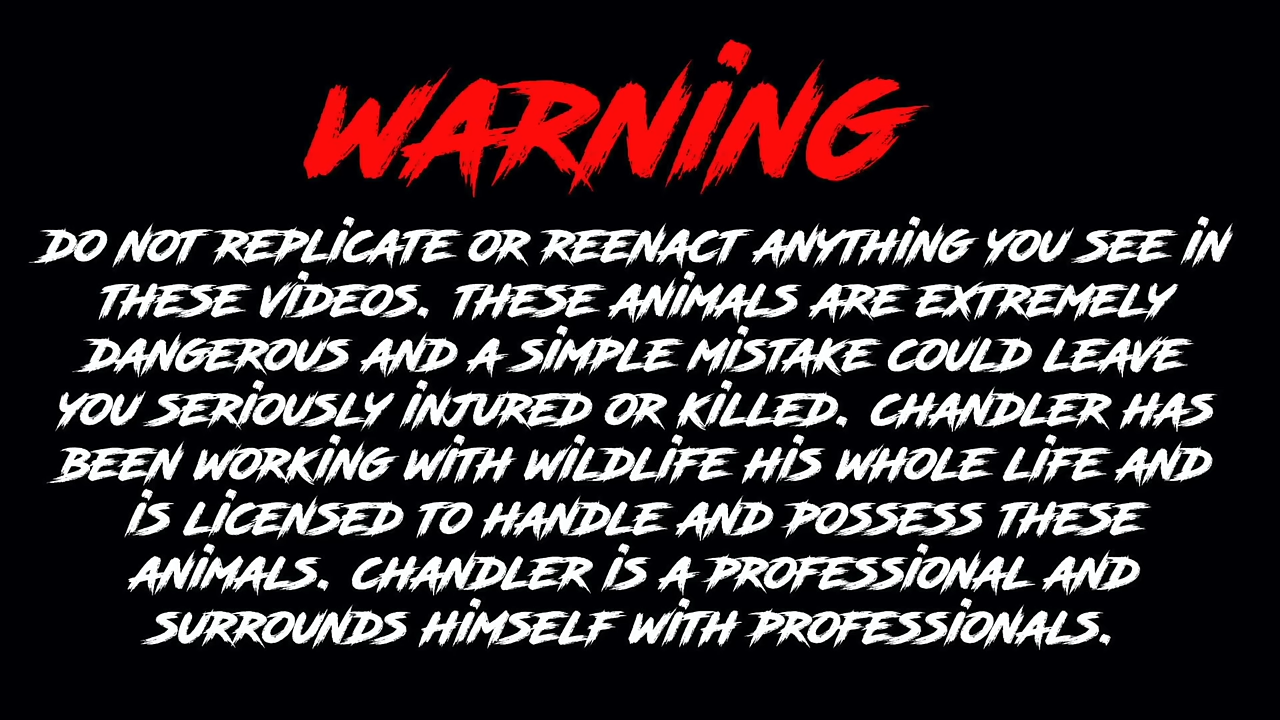 WARNiNG
DO NOT REPLiCATE OR REENACT ANYTHiNG YOU SEE iN
THESE ViDEOS. THESE ANiMALS ARE EXTREMELY
DANGEROUS AND A SiMPLE MiSTAKE COULD LEAVE
YOU SERiOUSLY iNJURED OR KiLLED. CHANDLER HAS
BEEN WORKiNG WiTH WiLDLiFE HiS WHOLE LiFE AND
iS LiCENSED TO HANDLE AND POSSESS THESE
ANiMALS. CHANDLER iS A PROFESSiONAL AND
SURROUNDS HiMSELF WiTH PROFESSiONALS.